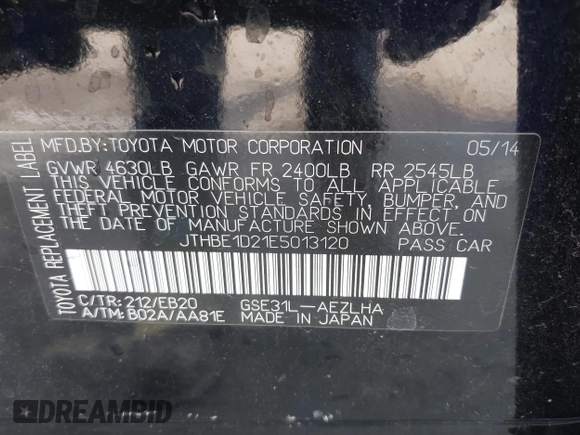 MFD.BY:TOYOTA MOTOR CORPORATION 05/14
GVWR 4630LB GAWR FR 2400LB RR 2545LB
THIS VEHICLE CONFORMS TO ALL APPLICABLE
FEDERAL MOTOR VEHICLE SAFETY, BUMPER, AND
THEFT PREVENTION STANDARDS IN EFFECT ON
THE DATE OF MANUFACTURE SHOWN ABOVE.
JTHBE1D21E5013120 PASS CAR
C/TR:212/EB20 GSE31L-AEZLHA
A/TM:B02A/AA81E MADE IN JAPAN
TOYOTA REPLACEMENT LABEL
DREAMBID